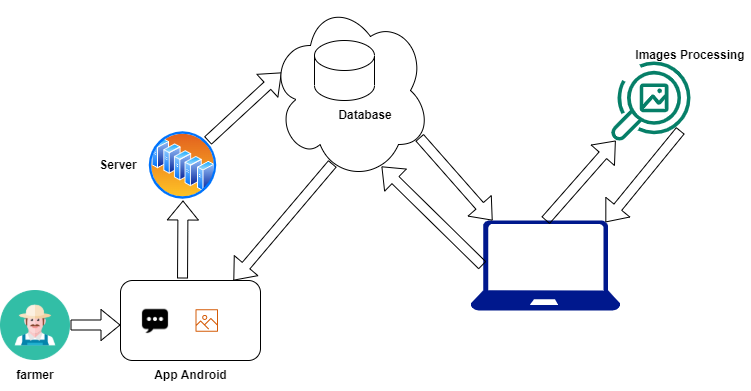 Images Processing
Database
Server
farmer
App Android